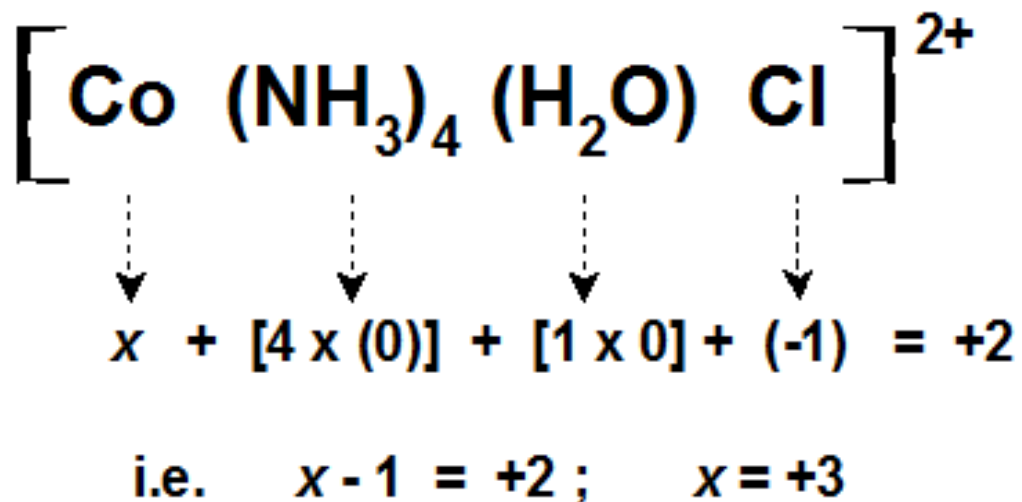 [Co (NH₃)₄ (H₂O) Cl]²⁺
x + [4 x (0)] + [1 x 0] + (-1) = +2
i.e. x - 1 = +2 ; x = +3